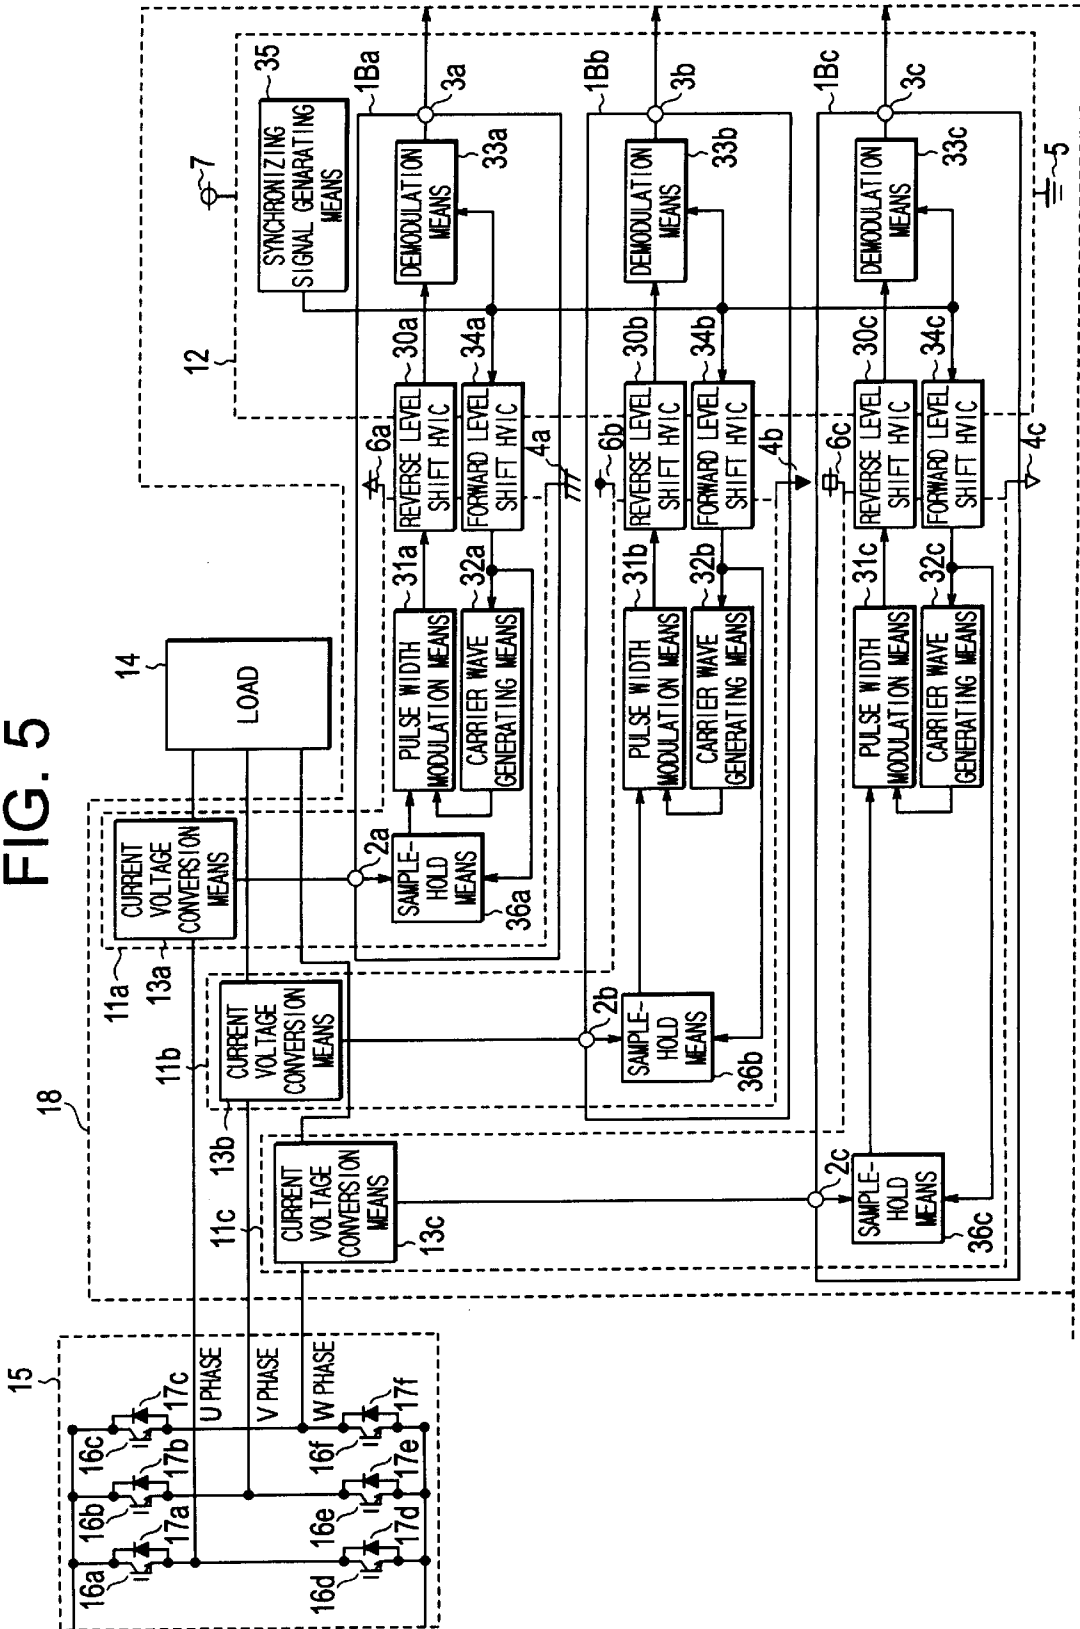 FIG. 5
15
16a
17a
16b
17b
16c
17c
16d
17d
16e
17e
16f
17f
U PHASE
V PHASE
W PHASE
18
11a
CURRENT
VOLTAGE
CONVERSION
MEANS
13a
11b
CURRENT
VOLTAGE
CONVERSION
MEANS
13b
11c
CURRENT
VOLTAGE
CONVERSION
MEANS
13c
14
LOAD
12
7
35
SYNCHRONIZING
SIGNAL GENARATING
MEANS
1Ba
2a
SAMPLE-
HOLD
MEANS
36a
31a
PULSE WIDTH
MODULATION MEANS
32a
CARRIER WAVE
GENERATING MEANS
6a
30a
REVERSE LEVEL
SHIFT HVIC
34a
FORWARD LEVEL
SHIFT HVIC
4a
DEMODULATION
MEANS
33a
3a
1Bb
2b
SAMPLE-
HOLD
MEANS
36b
31b
PULSE WIDTH
MODULATION MEANS
32b
CARRIER WAVE
GENERATING MEANS
6b
30b
REVERSE LEVEL
SHIFT HVIC
34b
FORWARD LEVEL
SHIFT HVIC
4b
DEMODULATION
MEANS
33b
3b
1Bc
2c
SAMPLE-
HOLD
MEANS
36c
31c
PULSE WIDTH
MODULATION MEANS
32c
CARRIER WAVE
GENERATING MEANS
6c
30c
REVERSE LEVEL
SHIFT HVIC
34c
FORWARD LEVEL
SHIFT HVIC
4c
DEMODULATION
MEANS
33c
3c
5